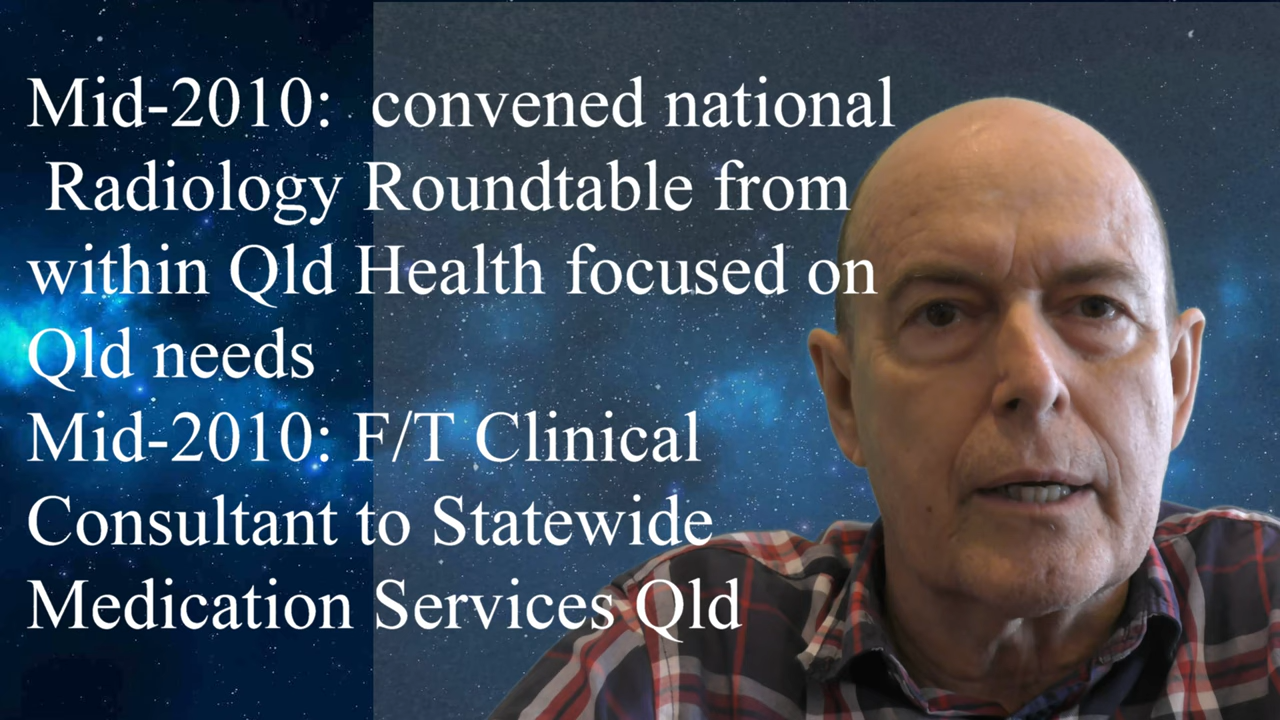 Mid-2010:  convened national
Radiology Roundtable from
within Qld Health focused on
Qld needs
Mid-2010: F/T Clinical
Consultant to Statewide
Medication Services Qld